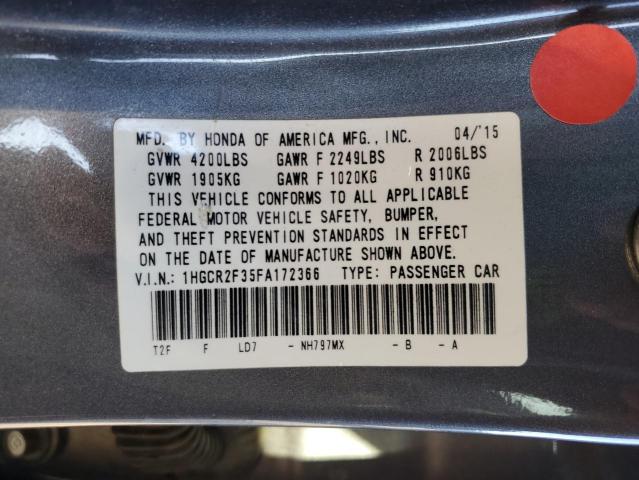 MFD. BY HONDA OF AMERICA MFG., INC. 04/'15
GVWR 4200LBS GAWR F 2249LBS R 2006LBS
GVWR 1905KG GAWR F 1020KG R 910KG
THIS VEHICLE CONFORMS TO ALL APPLICABLE
FEDERAL MOTOR VEHICLE SAFETY, BUMPER,
AND THEFT PREVENTION STANDARDS IN EFFECT
ON THE DATE OF MANUFACTURE SHOWN ABOVE.
V.I.N.: 1HGCR2F35FA172366 TYPE: PASSENGER CAR
T2F F LD7 - NH797MX - B - A